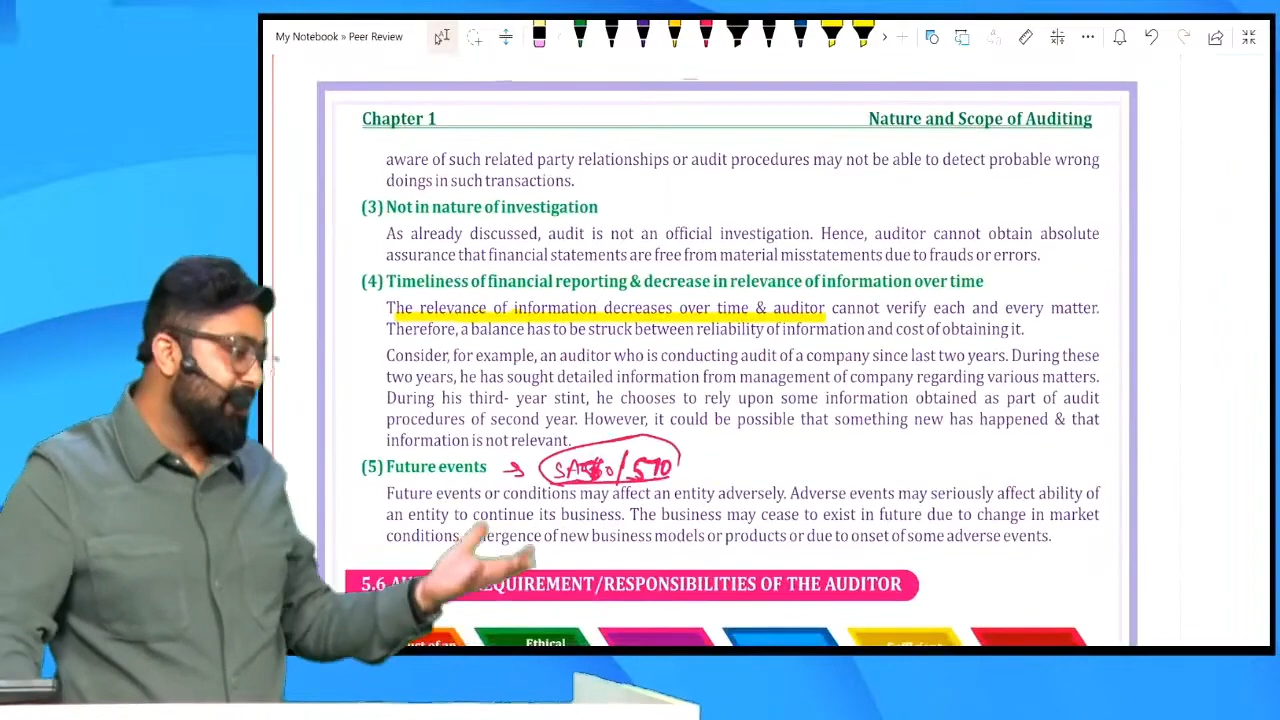 My Notebook » Peer Review
Chapter 1
Nature and Scope of Auditing
aware of such related party relationships or audit procedures may not be able to detect probable wrong
doings in such transactions.
(3) Not in nature of investigation
As already discussed, audit is not an official investigation. Hence, auditor cannot obtain absolute
assurance that financial statements are free from material misstatements due to frauds or errors.
(4) Timeliness of financial reporting & decrease in relevance of information over time
The relevance of information decreases over time & auditor cannot verify each and every matter.
Therefore, a balance has to be struck between reliability of information and cost of obtaining it.
Consider, for example, an auditor who is conducting audit of a company since last two years. During these
two years, he has sought detailed information from management of company regarding various matters.
During his third- year stint, he chooses to rely upon some information obtained as part of audit
procedures of second year. However, it could be possible that something new has happened & that
information is not relevant.
(5) Future events → SA560/570
Future events or conditions may affect an entity adversely. Adverse events may seriously affect ability of
an entity to continue its business. The business may cease to exist in future due to change in market
conditions, emergence of new business models or products or due to onset of some adverse events.
5.6 REQUIREMENT/RESPONSIBILITIES OF THE AUDITOR
Ethical